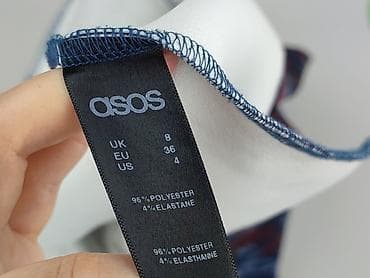 asos
UK 8
EU 36
US 4
96% POLYESTER
4% ELASTANE
96% POLYESTER
4% ELASTHANNE